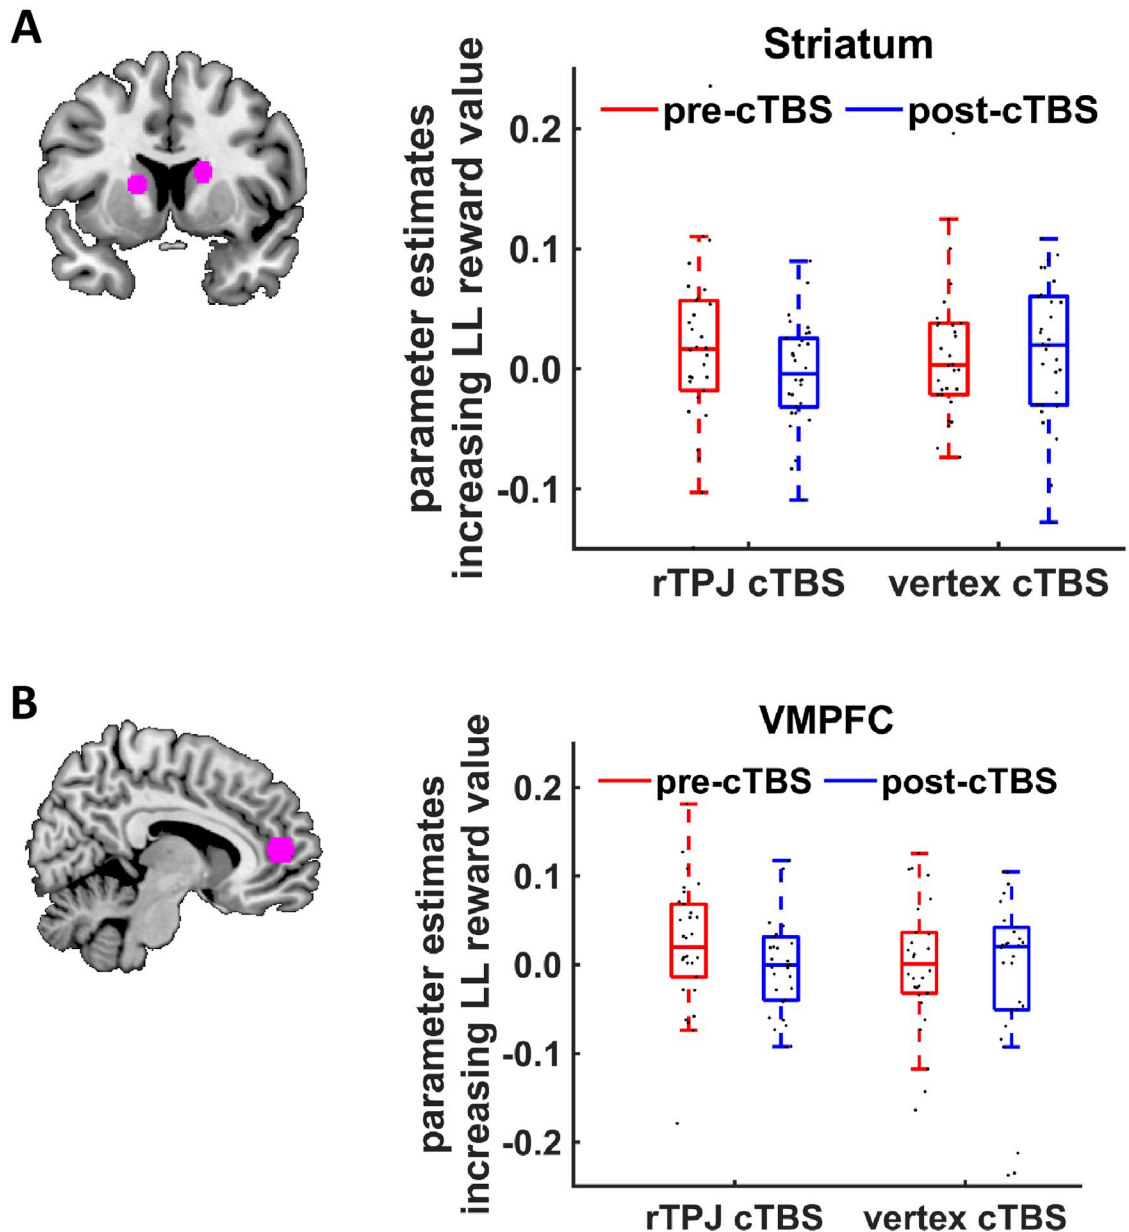 A
Striatum
pre-cTBS post-cTBS
parameter estimates
increasing LL reward value
0.2
0.1
0.0
-0.1
rTPJ cTBS vertex cTBS
B
VMPFC
pre-cTBS post-cTBS
parameter estimates
increasing LL reward value
0.2
0.1
0.0
-0.1
-0.2
rTPJ cTBS vertex cTBS